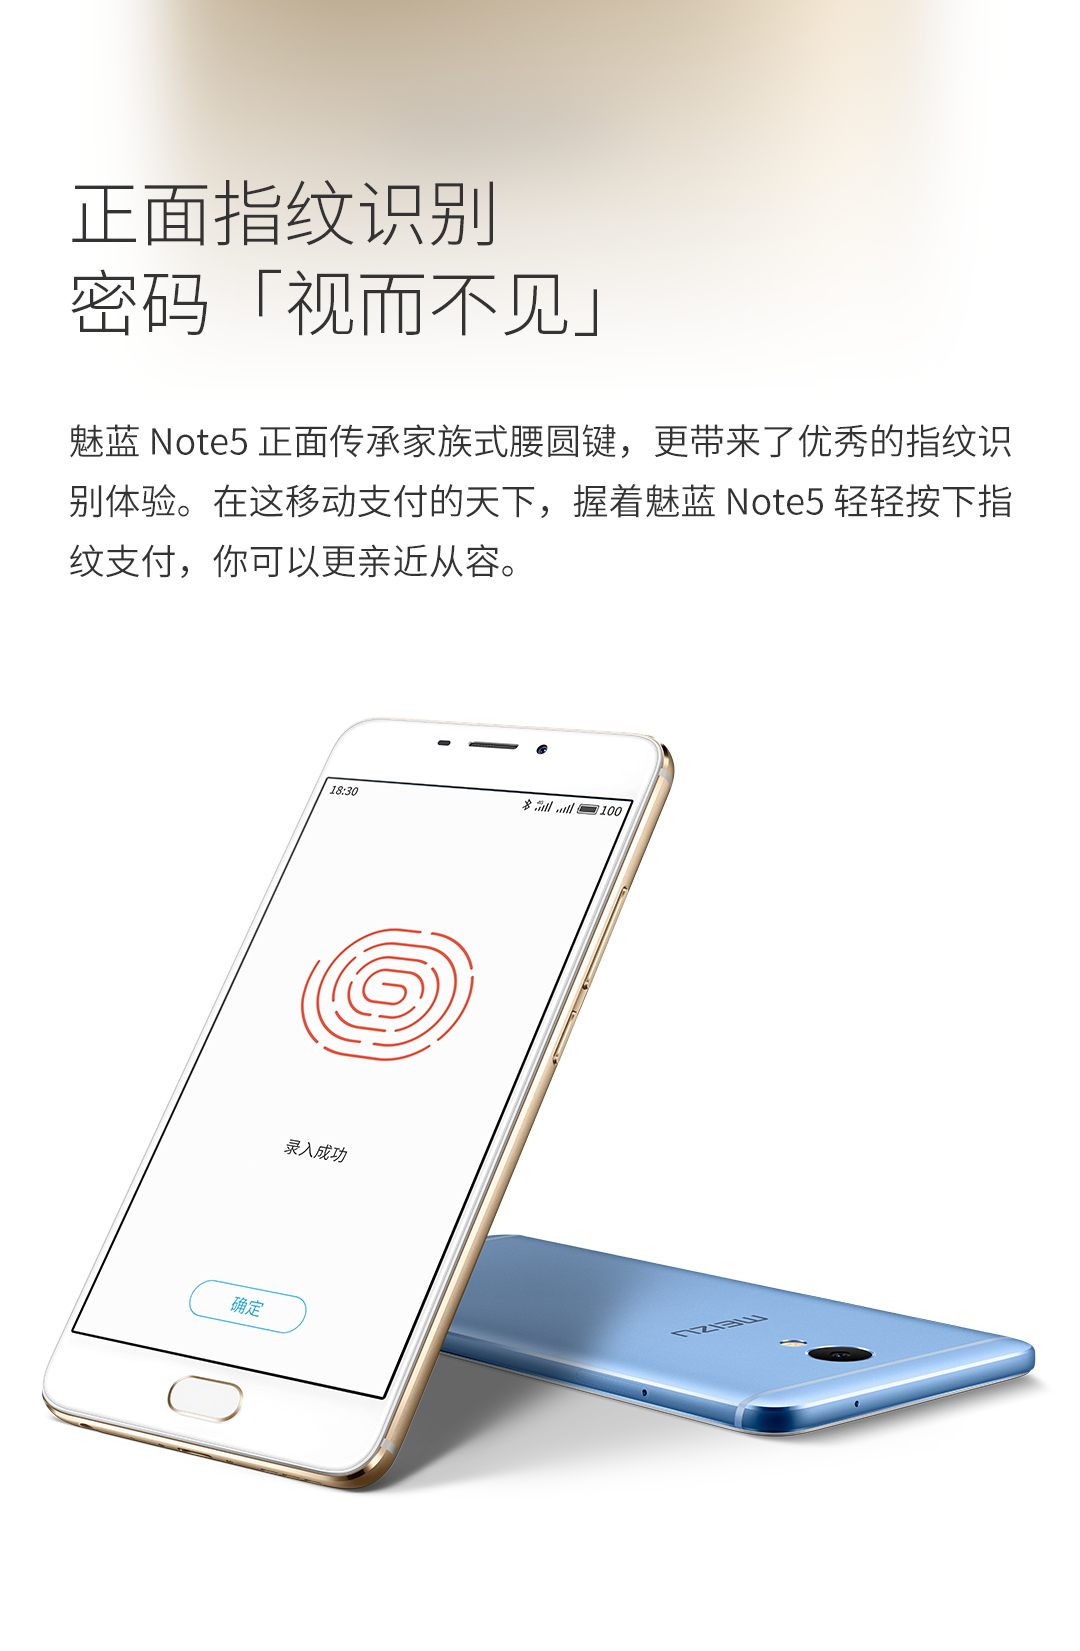 正面指纹识别
密码「视而不见」
魅蓝 Note5 正面传承家族式腰圆键，更带来了优秀的指纹识
别体验。在这移动支付的天下，握着魅蓝 Note5 轻轻按下指
纹支付，你可以更亲近从容。
18:30
4G 100
录入成功
确定
MEIZU